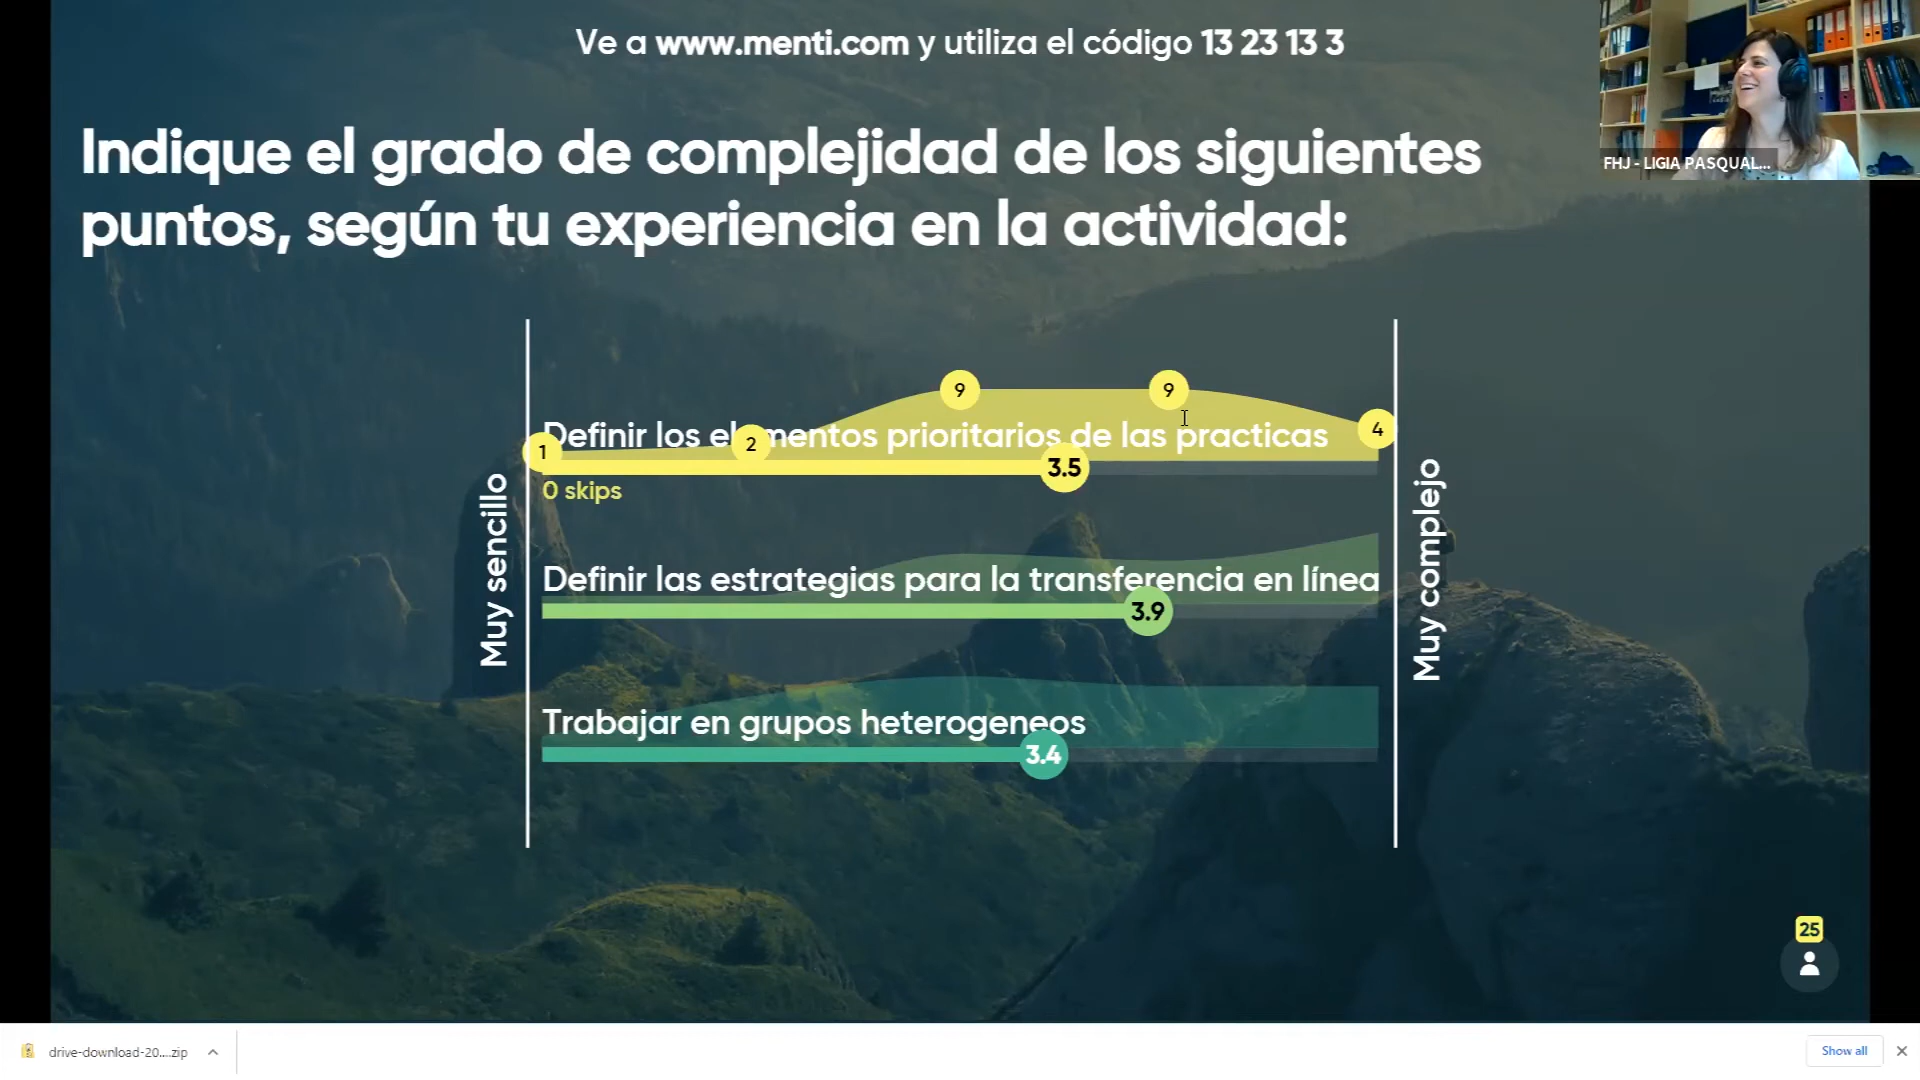 Ve a www.menti.com y utiliza el código 13 23 13 3
FHJ - LIGIA PASQUAL...
Indique el grado de complejidad de los siguientes
puntos, según tu experiencia en la actividad:
9
9
Definir los elementos prioritarios de las practicas
1
2
4
3.5
0 skips
Muy sencillo
Muy complejo
Definir las estrategias para la transferencia en línea
3.9
Trabajar en grupos heterogeneos
3.4
25
drive-download-20....zip
Show all